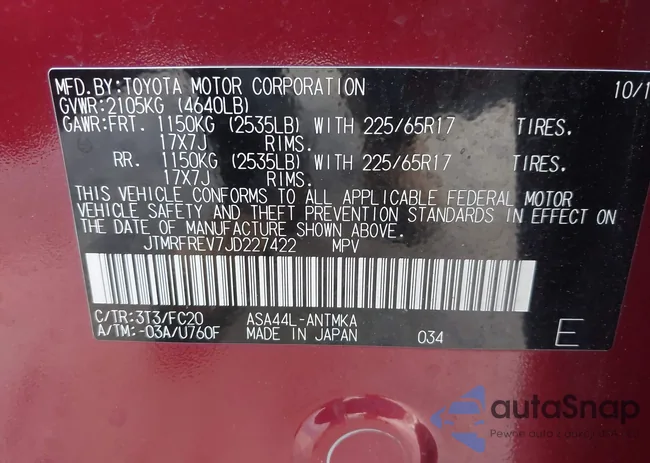 MFD.BY:TOYOTA MOTOR CORPORATION 10/1
GVWR:2105KG (4640LB)
GAWR:FRT. 1150KG (2535LB) WITH 225/65R17 TIRES.
17X7J RIMS.
RR. 1150KG (2535LB) WITH 225/65R17 TIRES.
17X7J RIMS.
THIS VEHICLE CONFORMS TO ALL APPLICABLE FEDERAL MOTOR
VEHICLE SAFETY AND THEFT PREVENTION STANDARDS IN EFFECT ON
THE DATE OF MANUFACTURE SHOWN ABOVE.
JTMRFREV7JD227422 MPV
C/TR:3T3/FC20 ASA44L-ANTMKA
A/TM:-03A/U760F MADE IN JAPAN 034 E
autoSnap
Pewne auto z